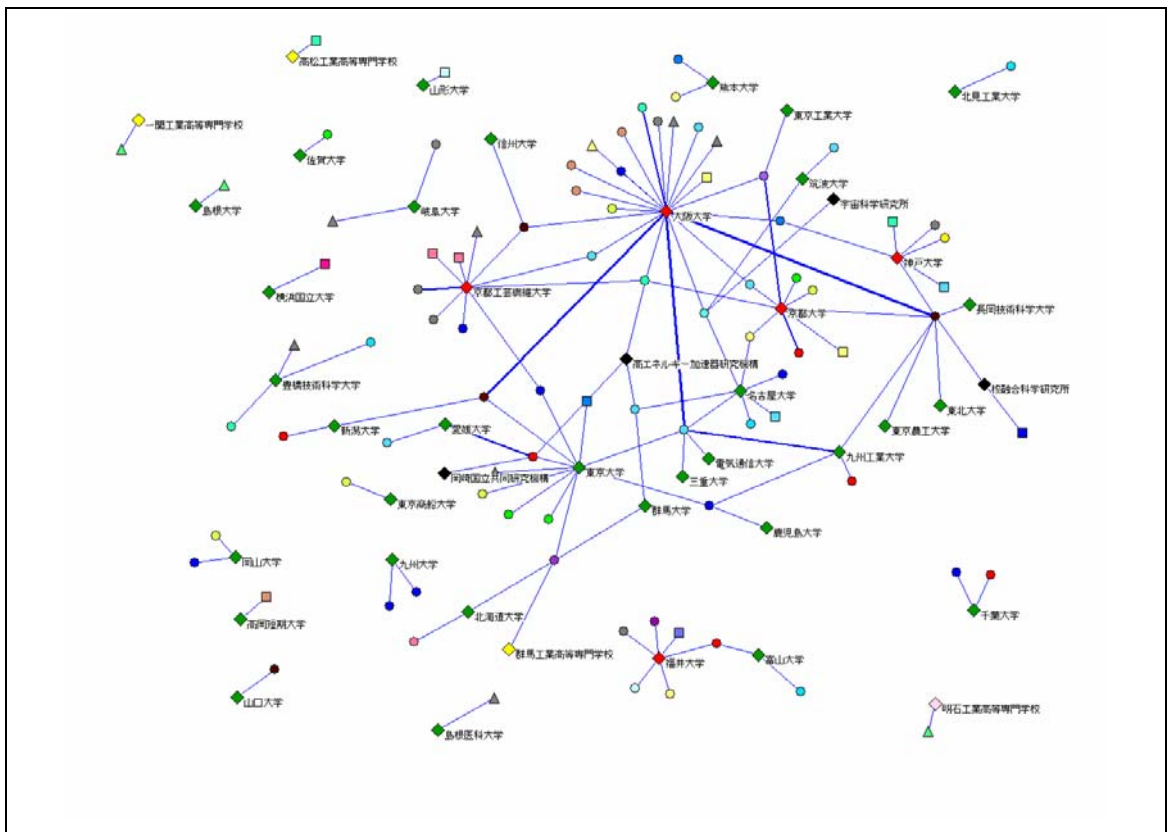 高松工業高等専門学校
山形大学
熊本大学
北見工業大学
東京工業大学
一関工業高等専門学校
信州大学
佐賀大学
筑波大学
宇宙科学研究所
島根大学
岐阜大学
大阪大学
神戸大学
横浜国立大学
京都工芸繊維大学
京都大学
長岡技術科学大学
高エネルギー加速器研究機構
豊橋技術科学大学
核融合科学研究所
名古屋大学
東北大学
新潟大学
愛媛大学
東京農工大学
九州工業大学
電気通信大学
岡崎国立共同研究機構
東京大学
三重大学
東京商船大学
群馬大学
鹿児島大学
岡山大学
九州大学
北海道大学
千葉大学
高岡短期大学
群馬工業高等専門学校
福井大学
富山大学
山口大学
明石工業高等専門学校
島根医科大学